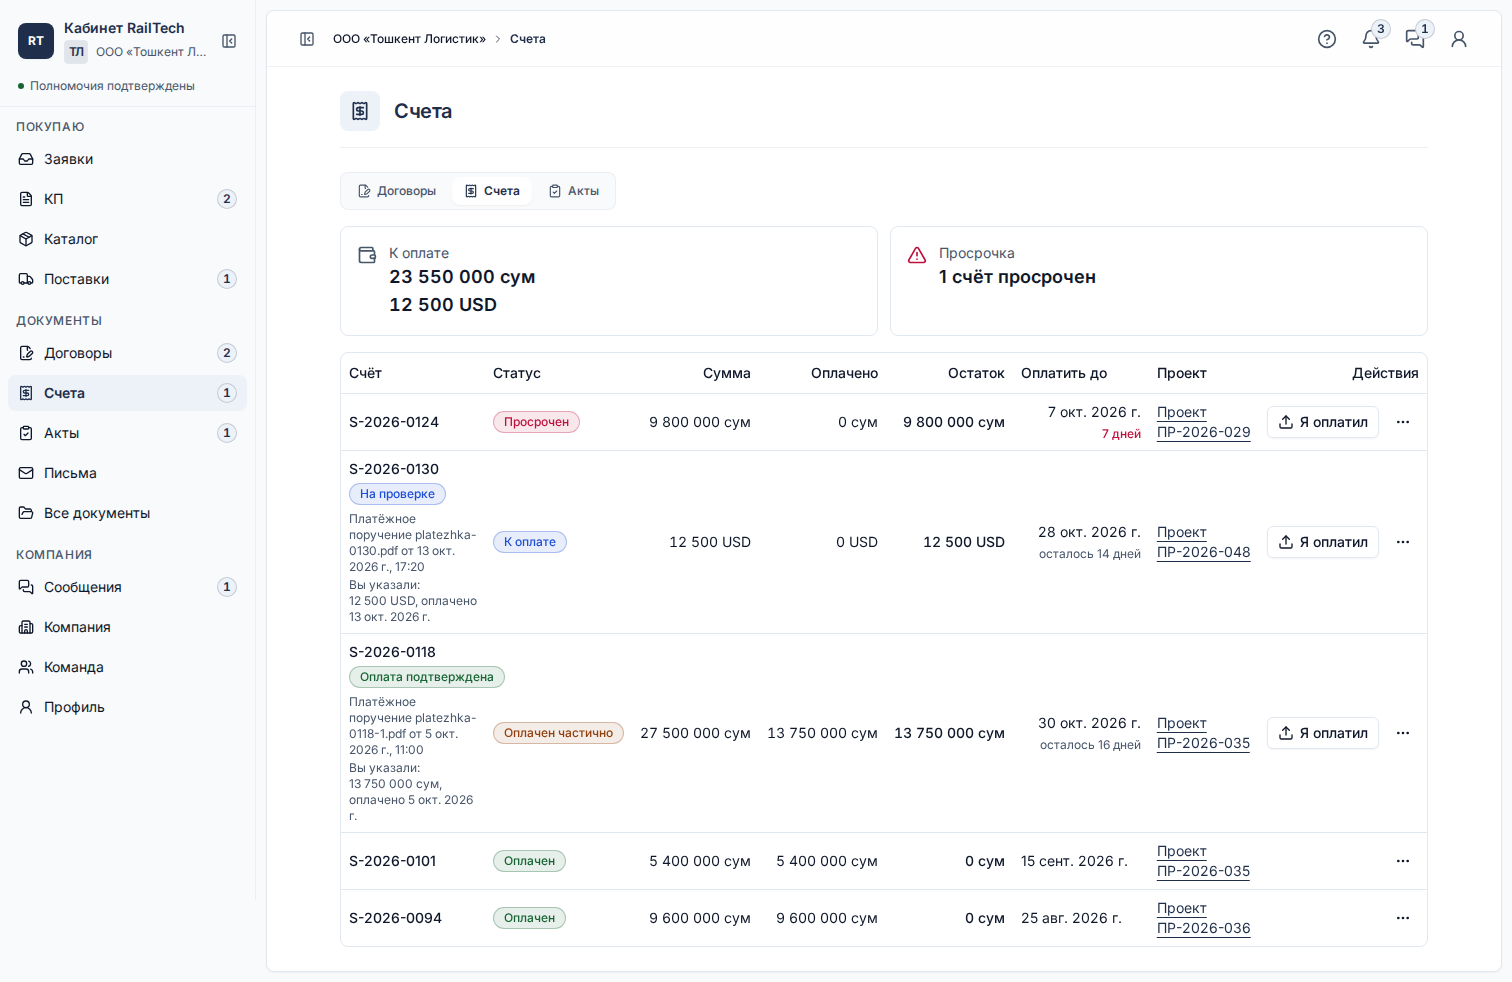 RT
Кабинет RailTech
ТЛ ООО «Тошкент Л...
Полномочия подтверждены
ПОКУПАЮ
Заявки
КП 2
Каталог
Поставки 1
ДОКУМЕНТЫ
Договоры 2
Счета 1
Акты 1
Письма
Все документы
КОМПАНИЯ
Сообщения 1
Компания
Команда
Профиль
ООО «Тошкент Логистик» > Счета
3
1
Счета
Договоры Счета Акты
К оплате
23 550 000 сум
12 500 USD
Просрочка
1 счёт просрочен
Счёт Статус Сумма Оплачено Остаток Оплатить до Проект Действия
S-2026-0124 Просрочен 9 800 000 сум 0 сум 9 800 000 сум 7 окт. 2026 г. 7 дней Проект ПР-2026-029 Я оплатил ...
S-2026-0130
На проверке
Платёжное
поручение platezhka-
0130.pdf от 13 окт.
2026 г., 17:20
Вы указали:
12 500 USD, оплачено
13 окт. 2026 г.
К оплате 12 500 USD 0 USD 12 500 USD 28 окт. 2026 г. осталось 14 дней Проект ПР-2026-048 Я оплатил ...
S-2026-0118
Оплата подтверждена
Платёжное
поручение platezhka-
0118-1.pdf от 5 окт.
2026 г., 11:00
Вы указали:
13 750 000 сум,
оплачено 5 окт. 2026
г.
Оплачен частично 27 500 000 сум 13 750 000 сум 13 750 000 сум 30 окт. 2026 г. осталось 16 дней Проект ПР-2026-035 Я оплатил ...
S-2026-0101 Оплачен 5 400 000 сум 5 400 000 сум 0 сум 15 сент. 2026 г. Проект ПР-2026-035 ...
S-2026-0094 Оплачен 9 600 000 сум 9 600 000 сум 0 сум 25 авг. 2026 г. Проект ПР-2026-036 ...